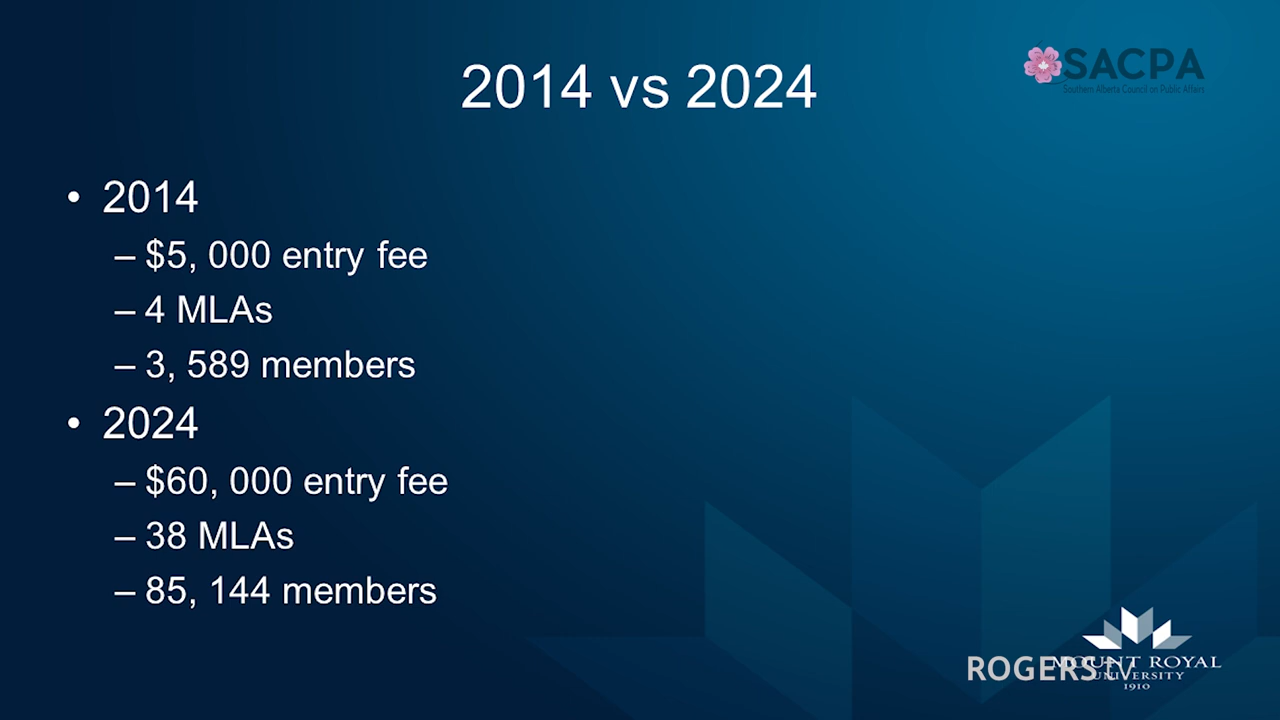 SACPA
Southern Alberta Council on Public Affairs
2014 vs 2024
• 2014
– $5, 000 entry fee
– 4 MLAs
– 3, 589 members
• 2024
– $60, 000 entry fee
– 38 MLAs
– 85, 144 members
MOUNT ROYAL
UNIVERSITY
1910
ROGERS tv